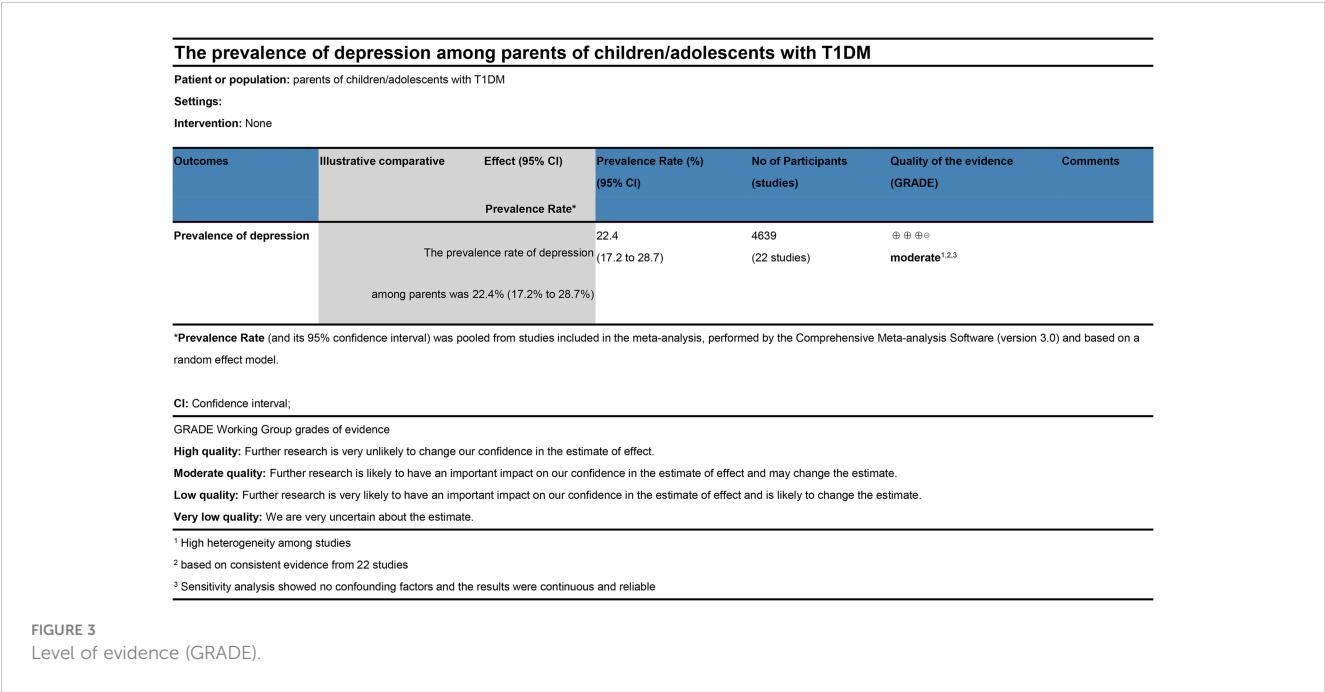 The prevalence of depression among parents of children/adolescents with T1DM
Patient or population: parents of children/adolescents with T1DM
Settings:
Intervention: None
Outcomes Illustrative comparative Effect (95% CI) Prevalence Rate (%) No of Participants Quality of the evidence Comments
(95% CI) (studies) (GRADE)
Prevalence Rate*
Prevalence of depression 22.4 4639 ⊕⊕⊕⊝
The prevalence rate of depression (17.2 to 28.7) (22 studies) moderate1,2,3
among parents was 22.4% (17.2% to 28.7%)
*Prevalence Rate (and its 95% confidence interval) was pooled from studies included in the meta-analysis, performed by the Comprehensive Meta-analysis Software (version 3.0) and based on a
random effect model.
CI: Confidence interval;
GRADE Working Group grades of evidence
High quality: Further research is very unlikely to change our confidence in the estimate of effect.
Moderate quality: Further research is likely to have an important impact on our confidence in the estimate of effect and may change the estimate.
Low quality: Further research is very likely to have an important impact on our confidence in the estimate of effect and is likely to change the estimate.
Very low quality: We are very uncertain about the estimate.
1 High heterogeneity among studies
2 based on consistent evidence from 22 studies
3 Sensitivity analysis showed no confounding factors and the results were continuous and reliable
FIGURE 3
Level of evidence (GRADE).